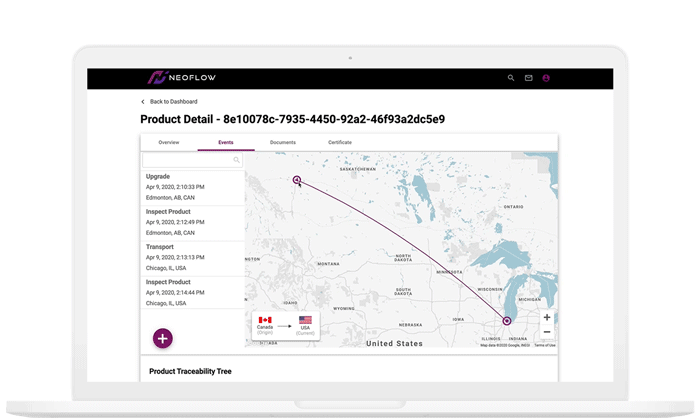 NEOFLOW
Back to Dashboard
Product Detail - 8e10078c-7935-4450-92a2-46f93a2dc5e9
Overview
Events
Documents
Certificate
Upgrade
Apr 9, 2020, 2:10:33 PM
Edmonton, AB, CAN
Inspect Product
Apr 9, 2020, 2:12:49 PM
Edmonton, AB, CAN
Transport
Apr 9, 2020, 2:13:13 PM
Chicago, IL, USA
Inspect Product
Apr 9, 2020, 2:14:44 PM
Chicago, IL, USA
+
SASKATCHEWAN
ONTARIO
MONTANA
NORTH
DAKOTA
MINNESOTA
SOUTH
DAKOTA
WISCONSIN
MICHIGAN
IDAHO
WYOMING
IOWA
NEBRASKA
ILLINOIS
INDIANA
United States
Canada
(Origin)
USA
(Current)
+
−
Map data ©2020 Google, INEGI
Terms of Use
Product Traceability Tree